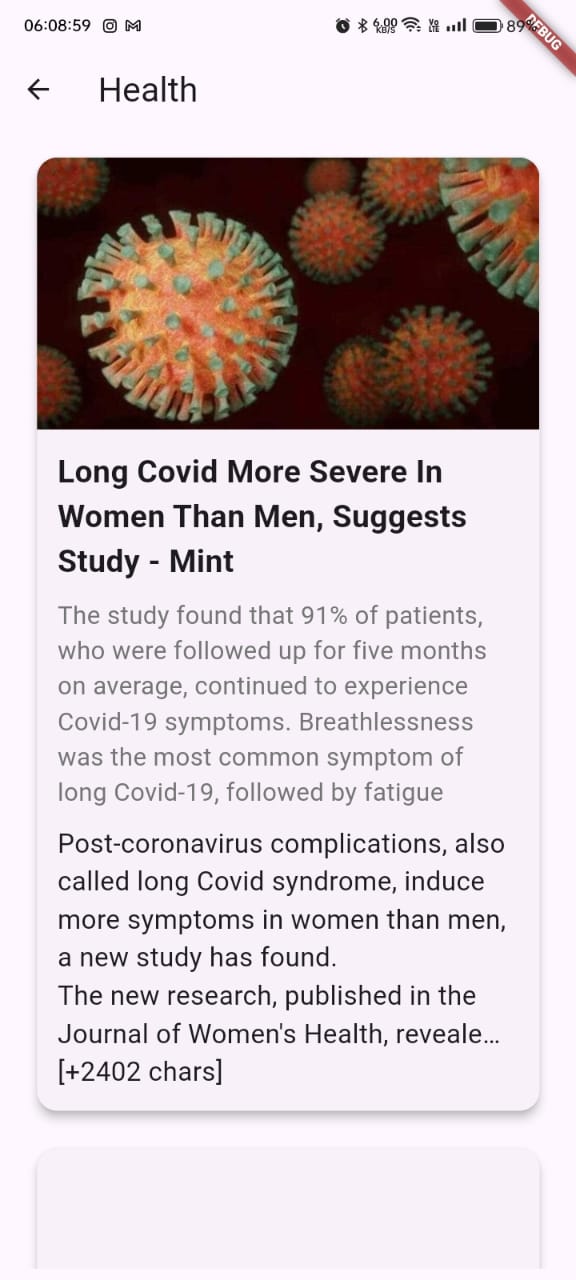 06:08:59 6.00 KB/S Vo LTE 89%
DEBUG
Health
Long Covid More Severe In
Women Than Men, Suggests
Study - Mint
The study found that 91% of patients,
who were followed up for five months
on average, continued to experience
Covid-19 symptoms. Breathlessness
was the most common symptom of
long Covid-19, followed by fatigue
Post-coronavirus complications, also
called long Covid syndrome, induce
more symptoms in women than men,
a new study has found.
The new research, published in the
Journal of Women's Health, reveale…
[+2402 chars]